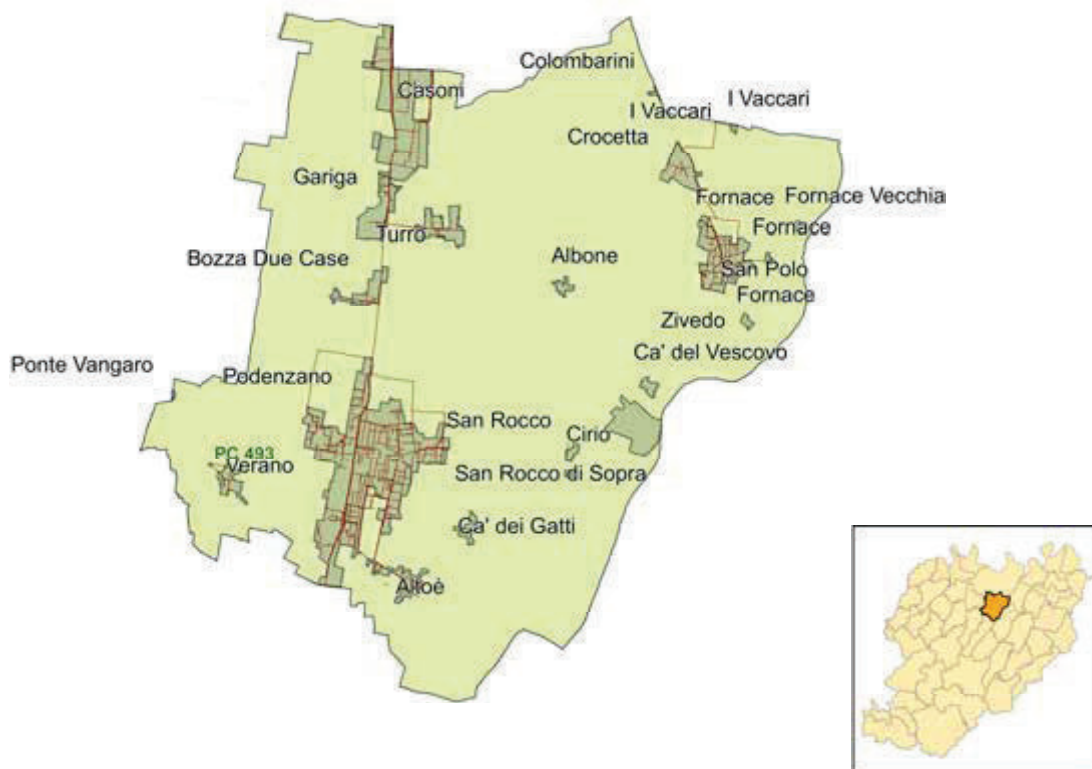 Colombarini
Casoni
I Vaccari
I Vaccari
Crocetta
Gariga
Fornace
Fornace Vecchia
Turro
Fornace
Bozza Due Case
Albone
San Polo
Fornace
Zivedo
Ca' del Vescovo
Ponte Vangaro
Podenzano
San Rocco
Cirio
PC 493
Verano
San Rocco di Sopra
Ca' dei Gatti
Altoè